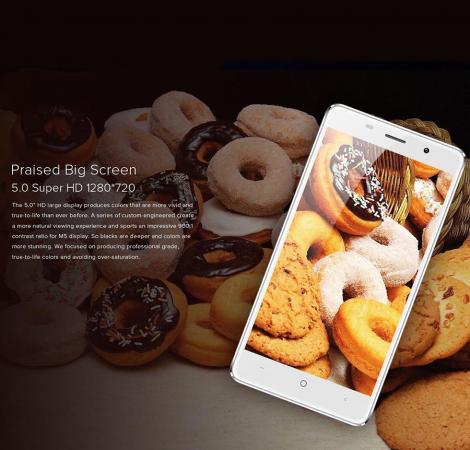 Praised Big Screen
5.0 Super HD 1280*720
The 5.0" HD large display produces colors that are more vivid and
true-to-life than ever before. A series of custom-engineered create
a more natural viewing experience and sports an impressive 900:1
contrast ratio for M5 display. So blacks are deeper and colors are
more stunning. We focused on producing professional grade,
true-to-life colors and avoiding over-saturation.